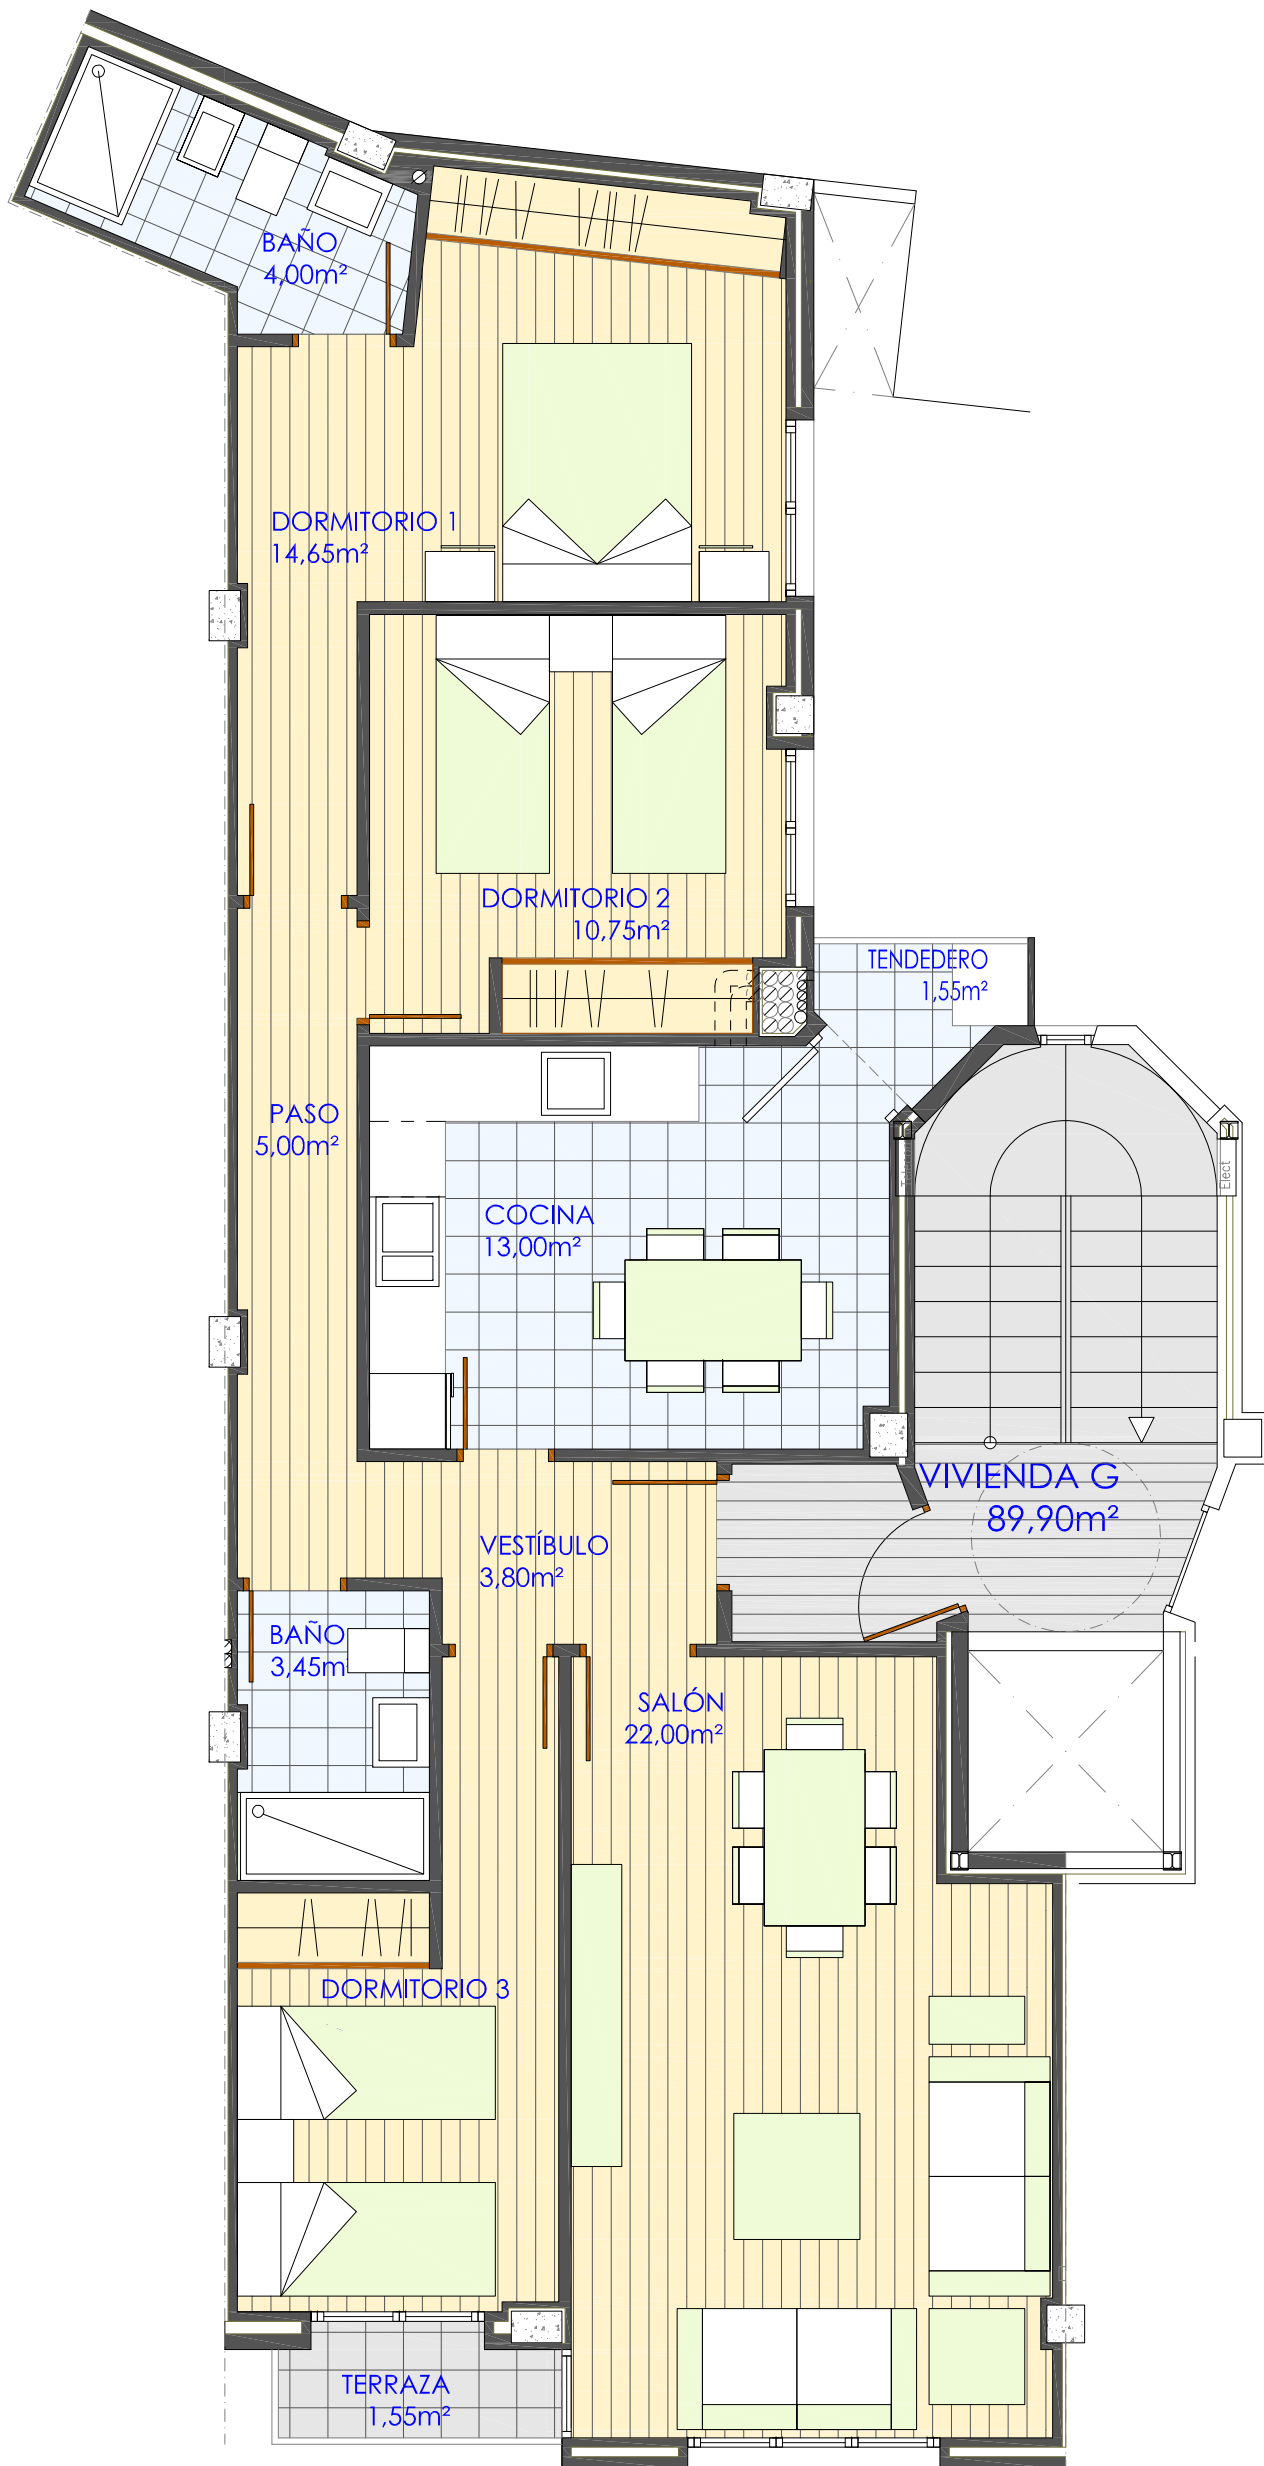 BAÑO
4,00m²
DORMITORIO 1
14,65m²
DORMITORIO 2
10,75m²
TENDEDERO
1,55m²
PASO
5,00m²
Elect
COCINA
13,00m²
VIVIENDA G
89,90m²
VESTÍBULO
3,80m²
BAÑO
3,45m
SALÓN
22,00m²
DORMITORIO 3
TERRAZA
1,55m²